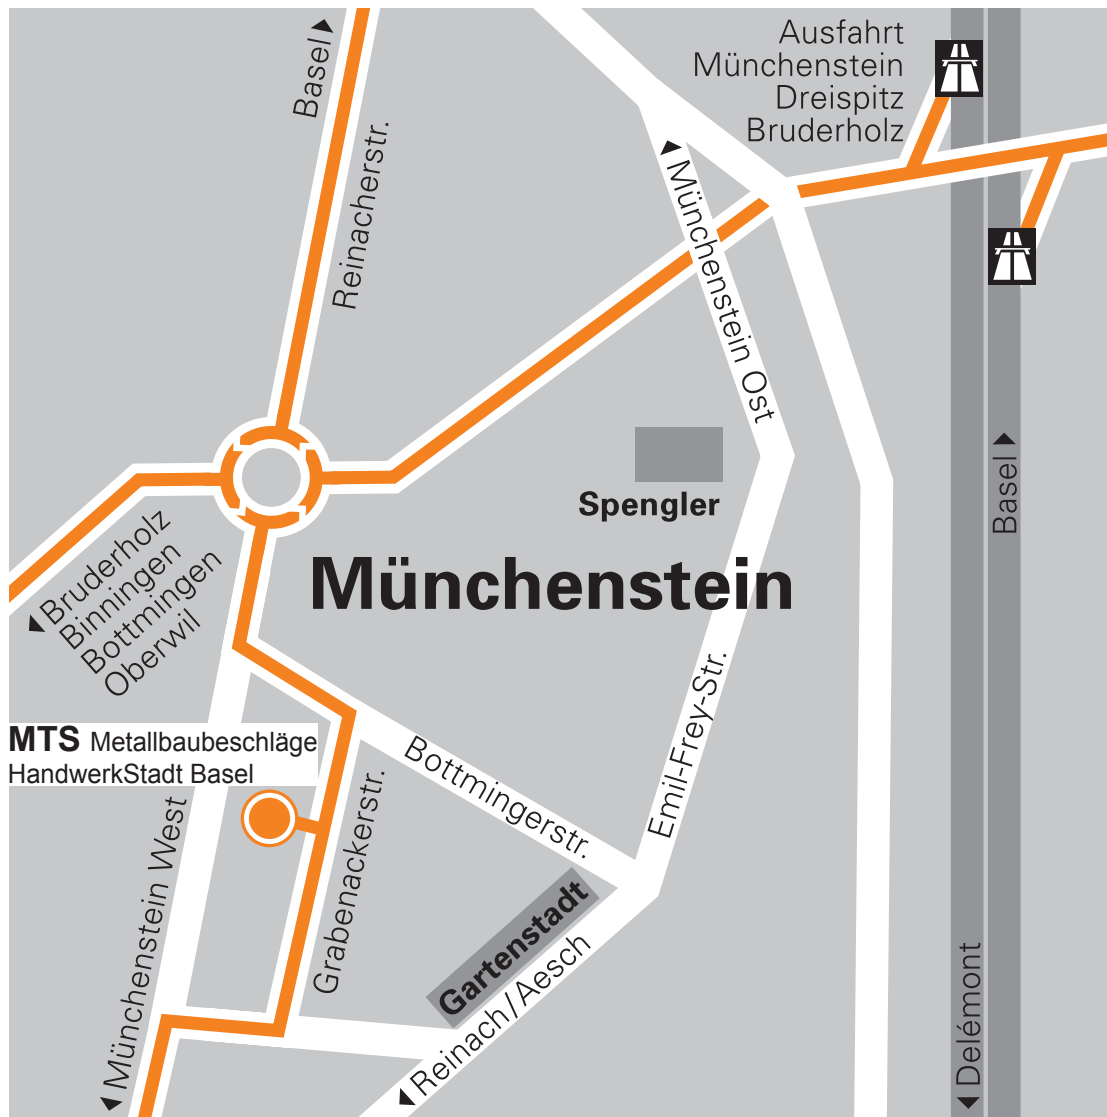 Ausfahrt
Münchenstein
Dreispitz
Bruderholz
Basel
Reinacherstr.
Münchenstein Ost
Spengler
Basel
Münchenstein
Bruderholz
Binningen
Bottmingen
Oberwil
MTS Metallbaubeschläge
HandwerkStadt Basel
Bottmingerstr.
Emil-Frey-Str.
Grabenackerstr.
Münchenstein West
Gartenstadt
Reinach/Aesch
Delémont